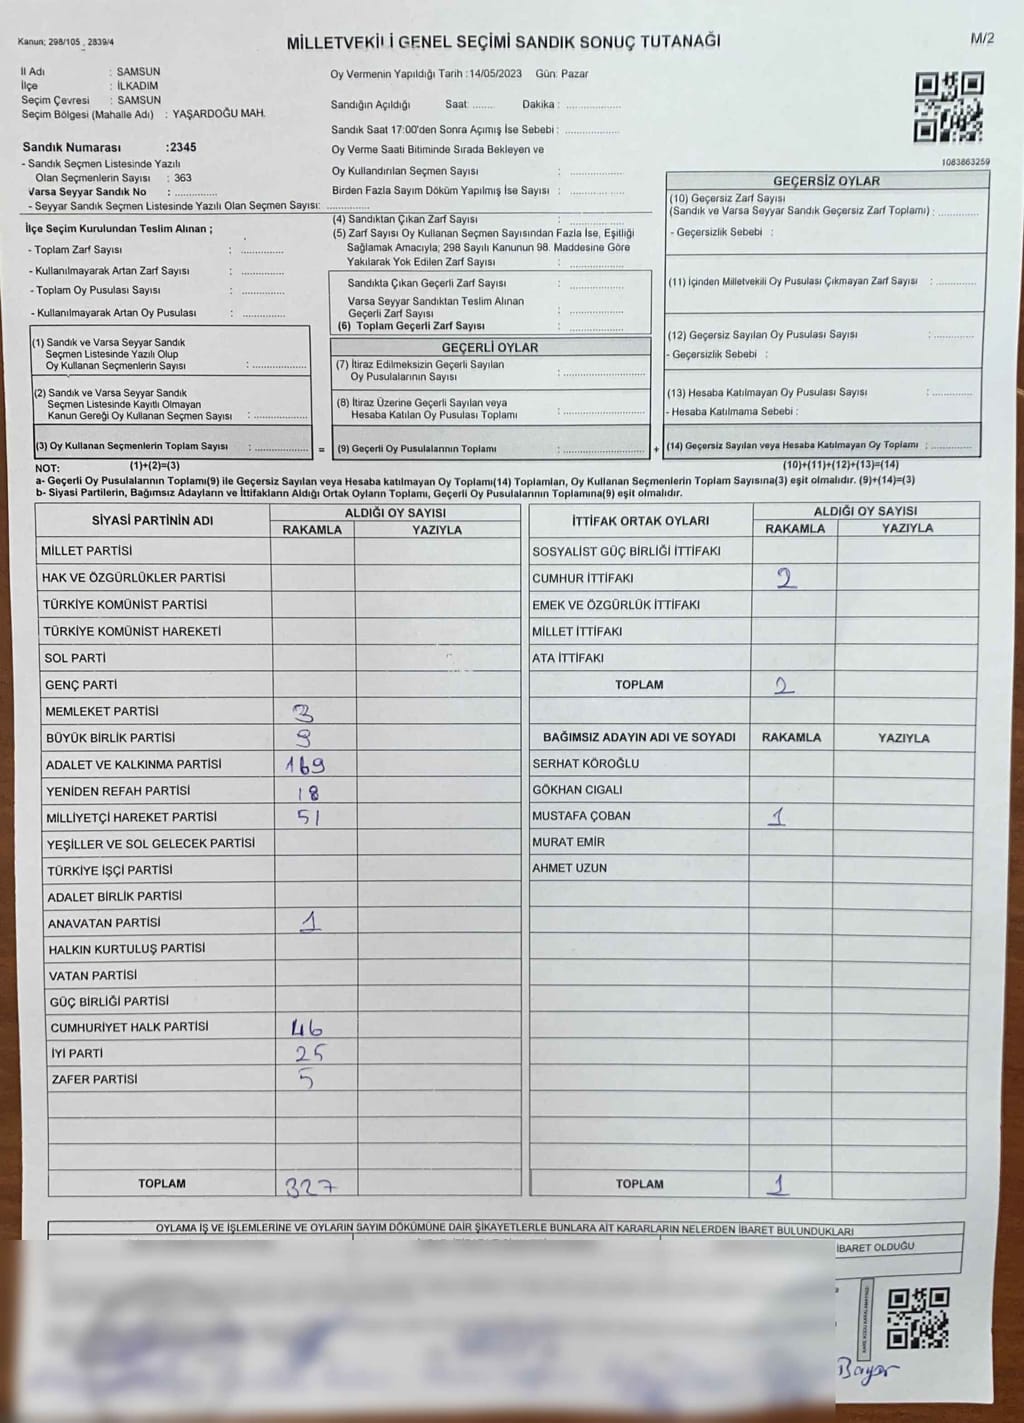 Kanun; 298/105 2839/4
MİLLETVEKİLİ GENEL SEÇİMİ SANDIK SONUÇ TUTANAĞI
M/2
İl Adı : SAMSUN
İlçe : İLKADIM
Seçim Çevresi : SAMSUN
Seçim Bölgesi (Mahalle Adı) : YAŞARDOĞU MAH.
Sandık Numarası :2345
- Sandık Seçmen Listesinde Yazılı
Olan Seçmenlerin Sayısı : 363
Varsa Seyyar Sandık No : ............
- Seyyar Sandık Seçmen Listesinde Yazılı Olan Seçmen Sayısı: ............
Oy Vermenin Yapıldığı Tarih :14/05/2023 Gün: Pazar
Sandığın Açıldığı Saat: ....... Dakika : ................
Sandık Saat 17:00'den Sonra Açımış İse Sebebi : ................
Oy Verme Saati Bitiminde Sırada Bekleyen ve
Oy Kullandırılan Seçmen Sayısı : ................
Birden Fazla Sayım Döküm Yapılmış İse Sayısı : ................
1083863259
İlçe Seçim Kurulundan Teslim Alınan ;
- Toplam Zarf Sayısı : ............
- Kullanılmayarak Artan Zarf Sayısı : ............
- Toplam Oy Pusulası Sayısı : ............
- Kullanılmayarak Artan Oy Pusulası : ............
(4) Sandıktan Çıkan Zarf Sayısı : ................
(5) Zarf Sayısı Oy Kullanan Seçmen Sayısından Fazla İse, Eşitliği
Sağlamak Amacıyla; 298 Sayılı Kanunun 98. Maddesine Göre
Yakılarak Yok Edilen Zarf Sayısı : ................
Sandıkta Çıkan Geçerli Zarf Sayısı : ................
Varsa Seyyar Sandıktan Teslim Alınan
Geçerli Zarf Sayısı : ................
(6) Toplam Geçerli Zarf Sayısı : ................
GEÇERSİZ OYLAR
(10) Geçersiz Zarf Sayısı
(Sandık ve Varsa Seyyar Sandık Geçersiz Zarf Toplamı) : ............
- Geçersizlik Sebebi :
(11) İçinden Milletvekili Oy Pusulası Çıkmayan Zarf Sayısı : ............
(12) Geçersiz Sayılan Oy Pusulası Sayısı : ............
- Geçersizlik Sebebi :
(13) Hesaba Katılmayan Oy Pusulası Sayısı : ............
- Hesaba Katılmama Sebebi :
(14) Geçersiz Sayılan veya Hesaba Katılmayan Oy Toplamı : ............
(1) Sandık ve Varsa Seyyar Sandık
Seçmen Listesinde Yazılı Olup
Oy Kullanan Seçmenlerin Sayısı : ................
(2) Sandık ve Varsa Seyyar Sandık
Seçmen Listesinde Kayıtlı Olmayan
Kanun Gereği Oy Kullanan Seçmen Sayısı : ................
(3) Oy Kullanan Seçmenlerin Toplam Sayısı : ................ =
GEÇERLİ OYLAR
(7) İtiraz Edilmeksizin Geçerli Sayılan
Oy Pusulalarının Sayısı : ................
(8) İtiraz Üzerine Geçerli Sayılan veya
Hesaba Katılan Oy Pusulası Toplamı : ................
(9) Geçerli Oy Pusulalarının Toplamı : ................ +
NOT: (1)+(2)=(3) (10)+(11)+(12)+(13)=(14)
a- Geçerli Oy Pusulalarının Toplamı(9) ile Geçersiz Sayılan veya Hesaba katılmayan Oy Toplamı(14) Toplamları, Oy Kullanan Seçmenlerin Toplam Sayısına(3) eşit olmalıdır. (9)+(14)=(3)
b- Siyasi Partilerin, Bağımsız Adayların ve İttifakların Aldığı Ortak Oyların Toplamı, Geçerli Oy Pusulalarının Toplamına(9) eşit olmalıdır.
SİYASİ PARTİNİN ADI ALDIĞI OY SAYISI
RAKAMLA YAZIYLA
MİLLET PARTİSİ
HAK VE ÖZGÜRLÜKLER PARTİSİ
TÜRKİYE KOMÜNİST PARTİSİ
TÜRKİYE KOMÜNİST HAREKETİ
SOL PARTİ
GENÇ PARTİ
MEMLEKET PARTİSİ 3
BÜYÜK BİRLİK PARTİSİ 9
ADALET VE KALKINMA PARTİSİ 169
YENİDEN REFAH PARTİSİ 18
MİLLİYETÇİ HAREKET PARTİSİ 51
YEŞİLLER VE SOL GELECEK PARTİSİ
TÜRKİYE İŞÇİ PARTİSİ
ADALET BİRLİK PARTİSİ
ANAVATAN PARTİSİ 1
HALKIN KURTULUŞ PARTİSİ
VATAN PARTİSİ
GÜÇ BİRLİĞİ PARTİSİ
CUMHURİYET HALK PARTİSİ 46
İYİ PARTİ 25
ZAFER PARTİSİ 5
TOPLAM 327
İTTİFAK ORTAK OYLARI ALDIĞI OY SAYISI
RAKAMLA YAZIYLA
SOSYALİST GÜÇ BİRLİĞİ İTTİFAKI
CUMHUR İTTİFAKI 2
EMEK VE ÖZGÜRLÜK İTTİFAKI
MİLLET İTTİFAKI
ATA İTTİFAKI
TOPLAM 2
BAĞIMSIZ ADAYIN ADI VE SOYADI RAKAMLA YAZIYLA
SERHAT KÖROĞLU
GÖKHAN CIGALI
MUSTAFA ÇOBAN 1
MURAT EMİR
AHMET UZUN
TOPLAM 1
OYLAMA İŞ VE İŞLEMLERİNE VE OYLARIN SAYIM DÖKÜMÜNE DAİR ŞİKAYETLERLE BUNLARA AİT KARARLARIN NELERDEN İBARET BULUNDUKLARI
İBARET OLDUĞU